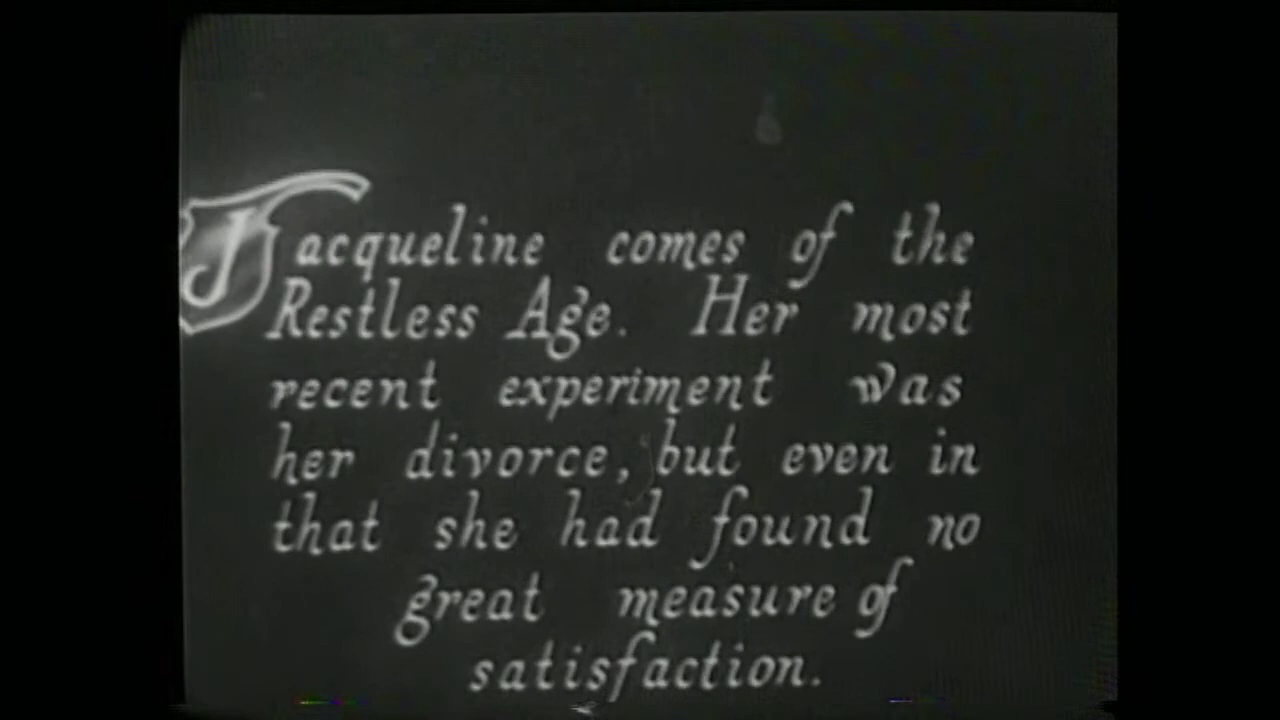 Jacqueline comes of the
Restless Age. Her most
recent experiment was
her divorce, but even in
that she had found no
great measure of
satisfaction.